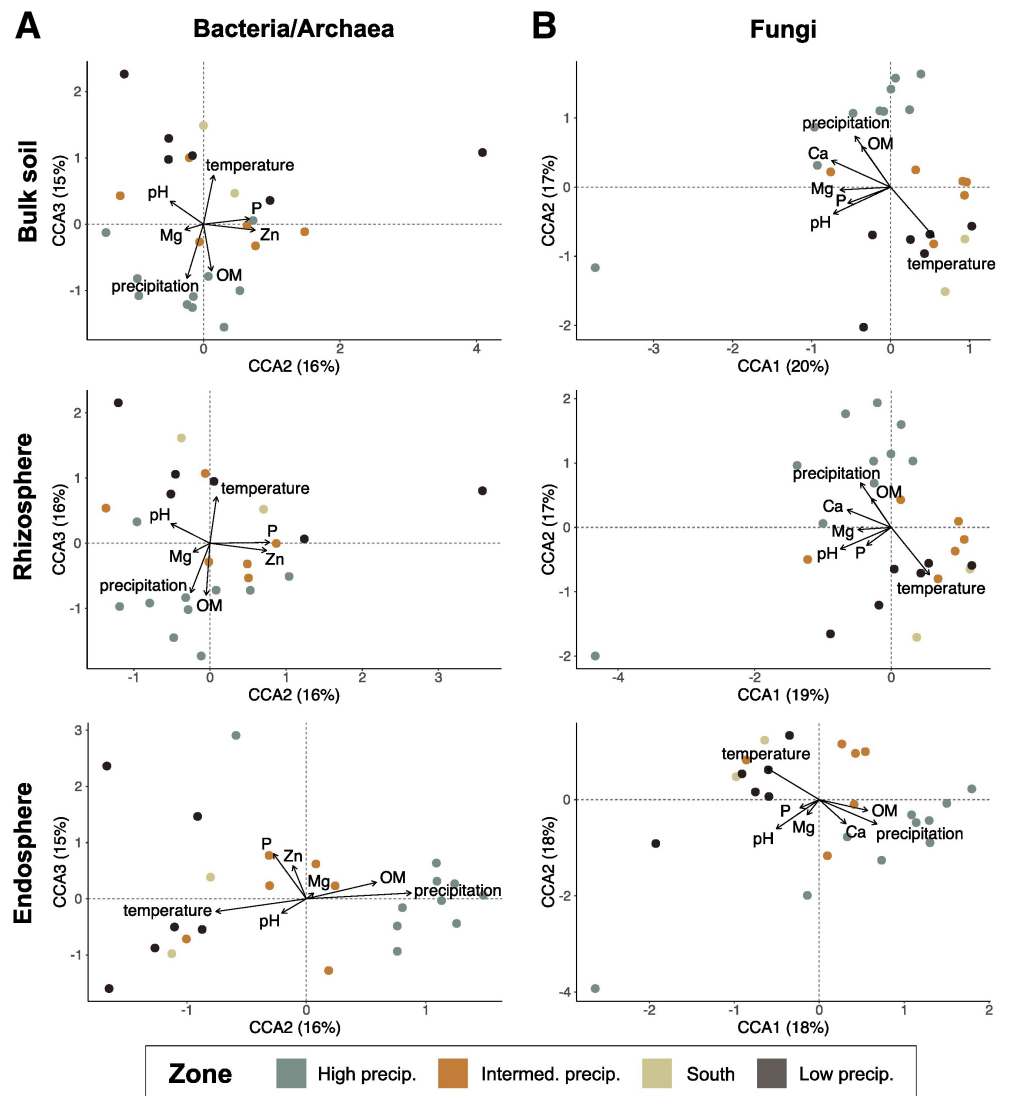 A
Bacteria/Archaea
B
Fungi
Bulk soil
CCA3 (15%)
2
1
0
-1
temperature
pH
P
Mg
Zn
OM
precipitation
0
2
4
CCA2 (16%)
CCA2 (17%)
1
0
-1
-2
precipitation
OM
Ca
Mg
P
pH
temperature
-3
-2
-1
0
1
CCA1 (20%)
Rhizosphere
CCA3 (16%)
2
1
0
-1
temperature
pH
P
Mg
Zn
precipitation
OM
-1
0
1
2
3
CCA2 (16%)
CCA2 (17%)
2
1
0
-1
-2
precipitation
OM
Ca
Mg
pH
P
temperature
-4
-2
0
CCA1 (19%)
Endosphere
CCA3 (15%)
3
2
1
0
-1
P
Zn
Mg
OM
precipitation
temperature
pH
-1
0
1
CCA2 (16%)
CCA2 (18%)
0
-2
-4
temperature
P
OM
Mg
Ca
precipitation
pH
-2
-1
0
1
2
CCA1 (18%)
Zone
High precip.
Intermed. precip.
South
Low precip.